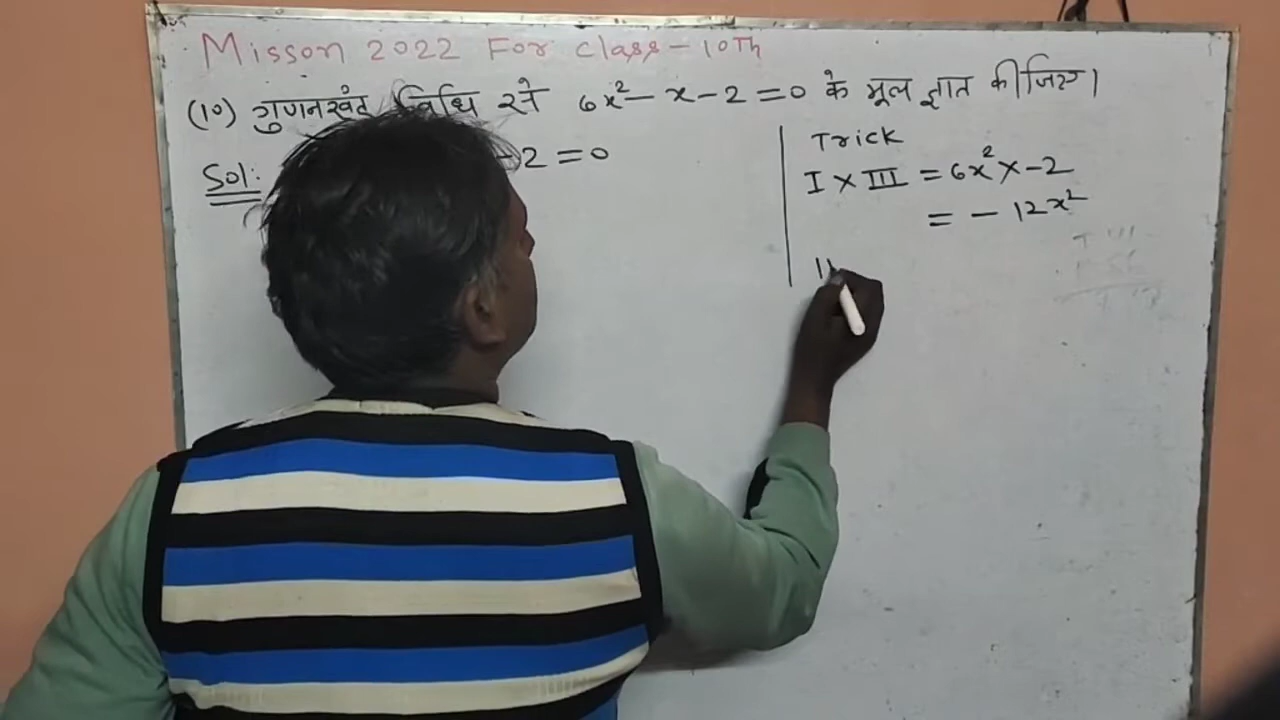 Misson 2022 For Class-10Th
(10) गुणनखंड विधि से 6x²-x-2=0 के मूल ज्ञात कीजिए।
Sol: -2=0
Trick
I x III = 6x² x -2
= -12x²